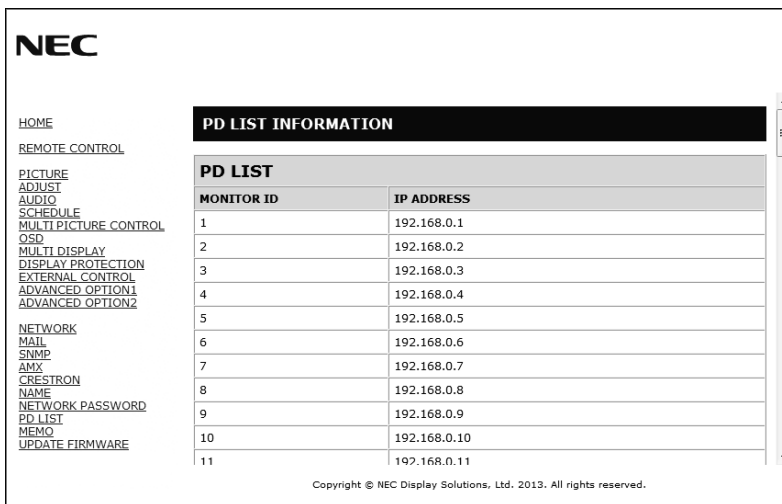 NEC
HOME
REMOTE CONTROL
PICTURE
ADJUST
AUDIO
SCHEDULE
MULTI PICTURE CONTROL
OSD
MULTI DISPLAY
DISPLAY PROTECTION
EXTERNAL CONTROL
ADVANCED OPTION1
ADVANCED OPTION2
NETWORK
MAIL
SNMP
AMX
CRESTRON
NAME
NETWORK PASSWORD
PD LIST
MEMO
UPDATE FIRMWARE
PD LIST INFORMATION
PD LIST
MONITOR ID IP ADDRESS
1 192.168.0.1
2 192.168.0.2
3 192.168.0.3
4 192.168.0.4
5 192.168.0.5
6 192.168.0.6
7 192.168.0.7
8 192.168.0.8
9 192.168.0.9
10 192.168.0.10
11 192.168.0.11
Copyright © NEC Display Solutions, Ltd. 2013. All rights reserved.